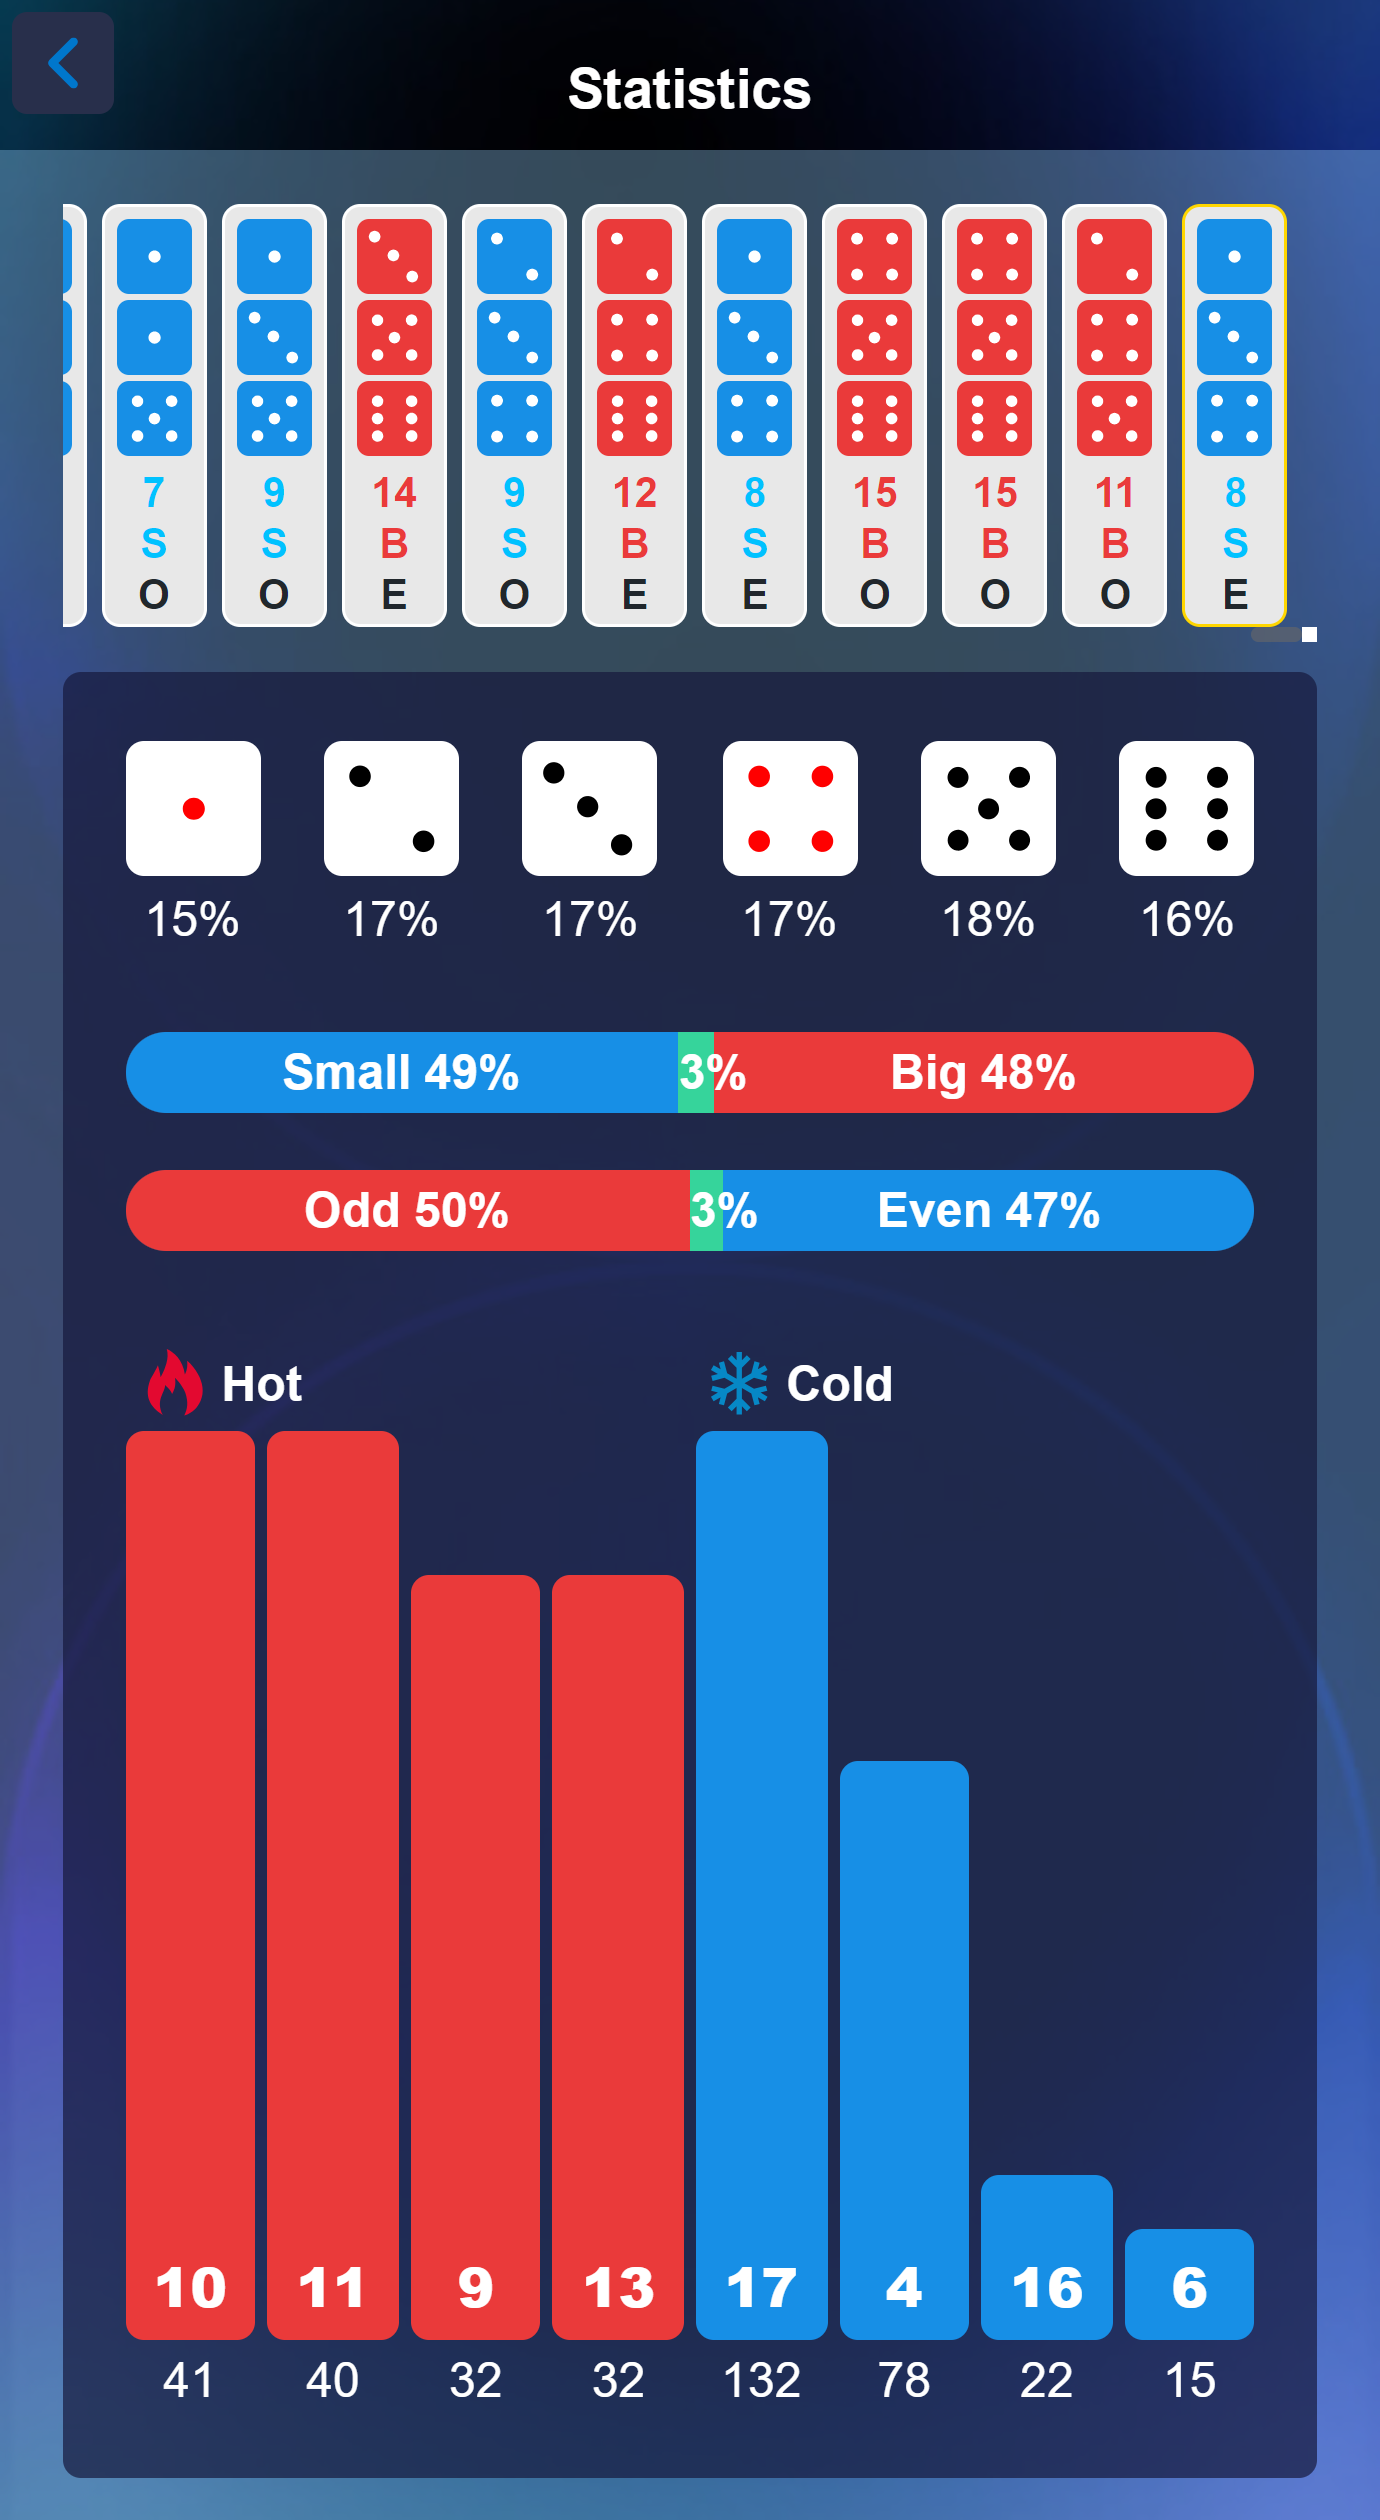 Statistics
7 9 14 9 12 8 15 15 11 8
S S B S B S B B B S
O O E O E E O O O E
15% 17% 17% 17% 18% 16%
Small 49% 3% Big 48%
Odd 50% 3% Even 47%
Hot Cold
10 11 9 13 17 4 16 6
41 40 32 32 132 78 22 15